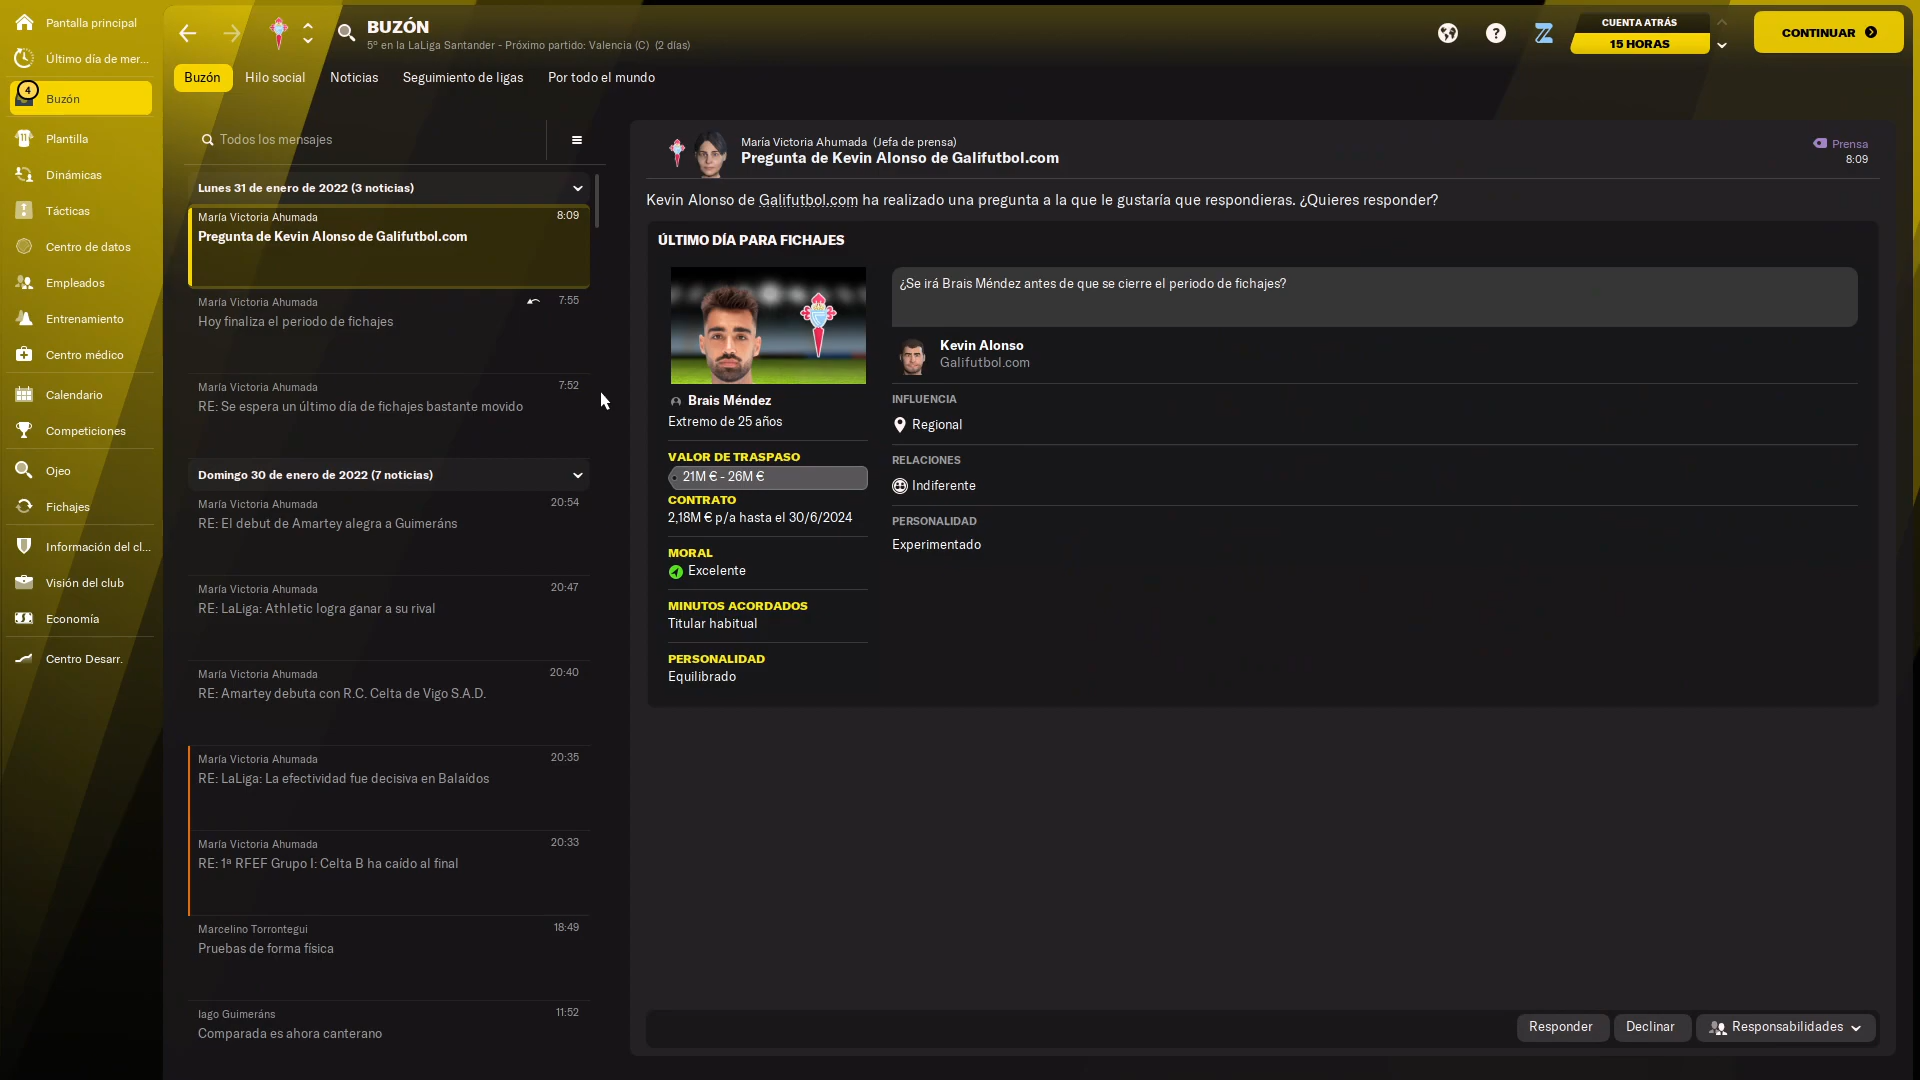 Pantalla principal
Último día de mer...
4
Buzón
Plantilla
Dinámicas
Tácticas
Centro de datos
Empleados
Entrenamiento
Centro médico
Calendario
Competiciones
Ojeo
Fichajes
Información del cl...
Visión del club
Economía
Centro Desarr.
BUZÓN
5º en la LaLiga Santander - Próximo partido: Valencia (C) (2 días)
CUENTA ATRÁS
15 HORAS
CONTINUAR
Buzón Hilo social Noticias Seguimiento de ligas Por todo el mundo
Todos los mensajes
Lunes 31 de enero de 2022 (3 noticias)
María Victoria Ahumada 8:09
Pregunta de Kevin Alonso de Galifutbol.com
María Victoria Ahumada 7:55
Hoy finaliza el periodo de fichajes
María Victoria Ahumada 7:52
RE: Se espera un último día de fichajes bastante movido
Domingo 30 de enero de 2022 (7 noticias)
María Victoria Ahumada 20:54
RE: El debut de Amartey alegra a Guimeráns
María Victoria Ahumada 20:47
RE: LaLiga: Athletic logra ganar a su rival
María Victoria Ahumada 20:40
RE: Amartey debuta con R.C. Celta de Vigo S.A.D.
María Victoria Ahumada 20:35
RE: LaLiga: La efectividad fue decisiva en Balaídos
María Victoria Ahumada 20:33
RE: 1ª RFEF Grupo I: Celta B ha caído al final
Marcelino Torrontegui 18:49
Pruebas de forma física
Iago Guimeráns 11:52
Comparada es ahora canterano
María Victoria Ahumada (Jefa de prensa)
Pregunta de Kevin Alonso de Galifutbol.com
Prensa
8:09
Kevin Alonso de Galifutbol.com ha realizado una pregunta a la que le gustaría que respondieras. ¿Quieres responder?
ÚLTIMO DÍA PARA FICHAJES
Brais Méndez
Extremo de 25 años
VALOR DE TRASPASO
21M € - 26M €
CONTRATO
2,18M € p/a hasta el 30/6/2024
MORAL
Excelente
MINUTOS ACORDADOS
Titular habitual
PERSONALIDAD
Equilibrado
¿Se irá Brais Méndez antes de que se cierre el periodo de fichajes?
Kevin Alonso
Galifutbol.com
INFLUENCIA
Regional
RELACIONES
Indiferente
PERSONALIDAD
Experimentado
Responder Declinar Responsabilidades